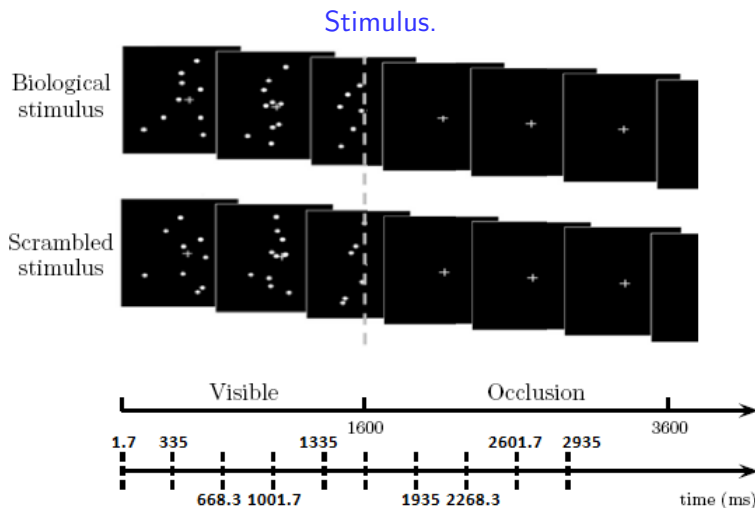 Stimulus.
Biological
stimulus
Scrambled
stimulus
Visible Occlusion
1600 3600
1.7 335 1335 2601.7 2935
668.3 1001.7 1935 2268.3 time (ms)